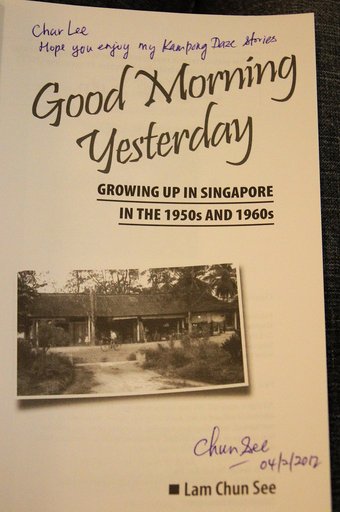 Char Lee
Hope you enjoy my Kampong Daze stories
Good Morning
Yesterday
GROWING UP IN SINGAPORE
IN THE 1950s AND 1960s
Chun See
04/2/2012
Lam Chun See